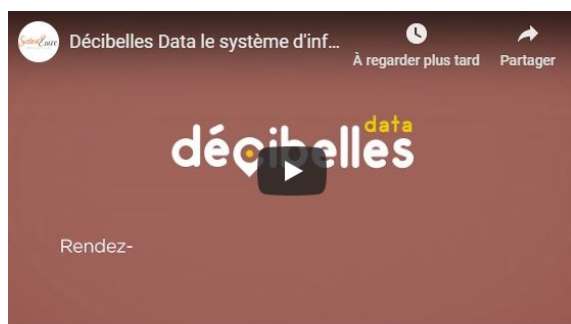 Décibelles Data le système d'inf...
À regarder plus tard
Partager
data
décibelles
Rendez-